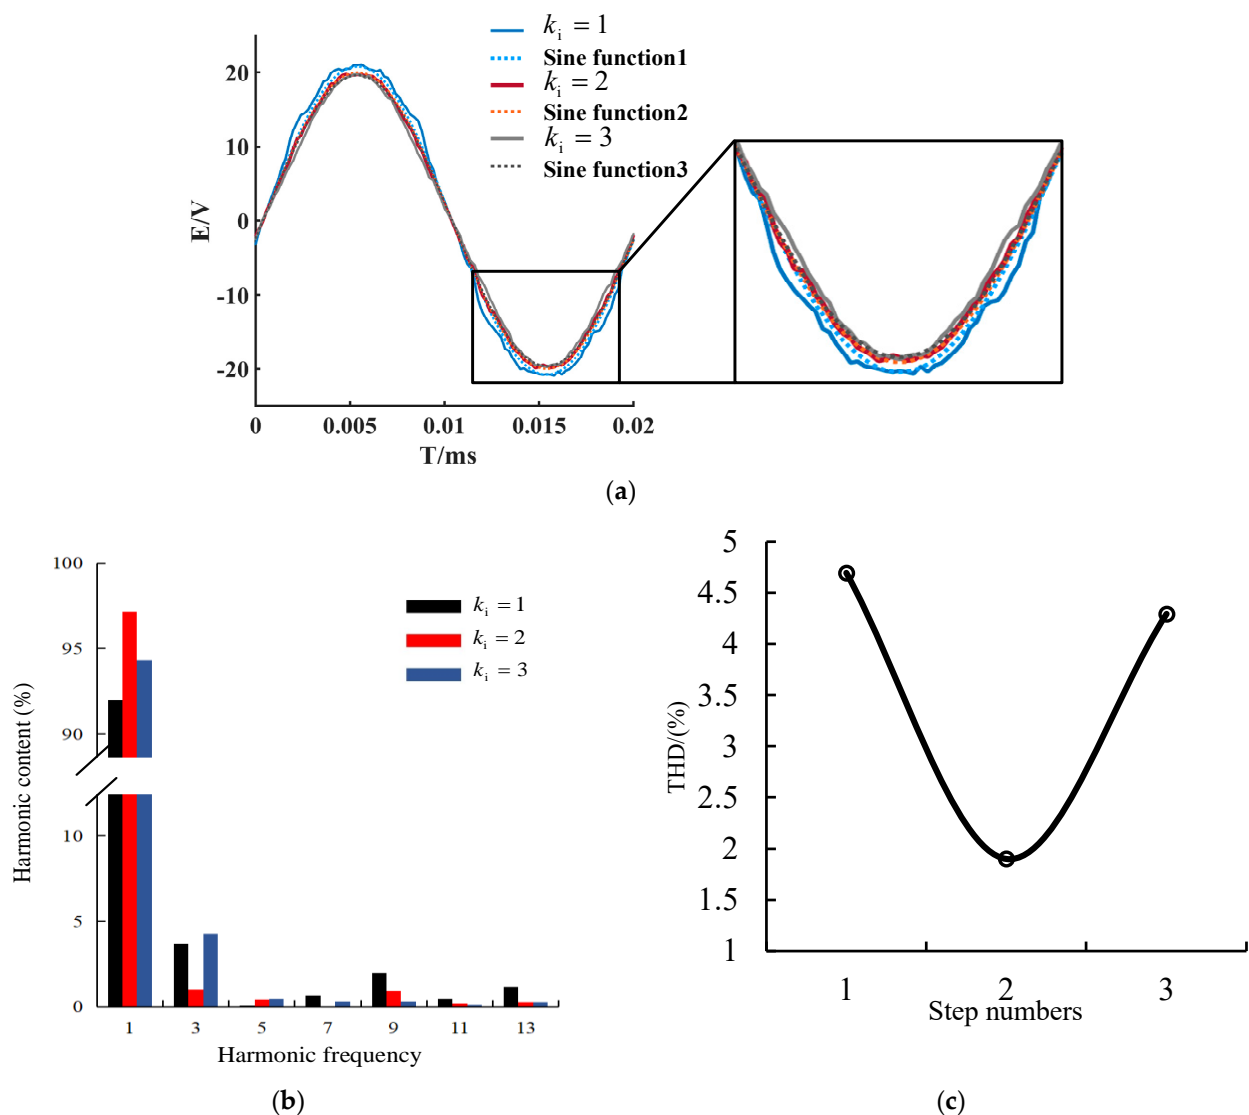 k_i = 1
Sine function1
k_i = 2
Sine function2
k_i = 3
Sine function3
E/V
20
10
0
-10
-20
0 0.005 0.01 0.015 0.02
T/ms
(a)
Harmonic content (%)
100
95
90
10
5
0
k_i = 1
k_i = 2
k_i = 3
1 3 5 7 9 11 13
Harmonic frequency
(b)
THD/(%)
5
4.5
4
3.5
3
2.5
2
1.5
1
1 2 3
Step numbers
(c)